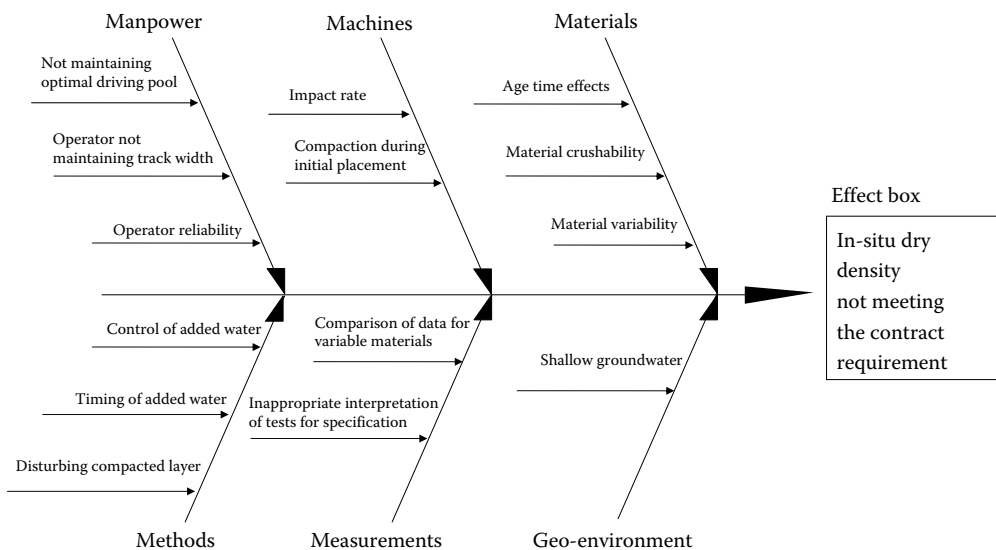 Manpower
Machines
Materials
Not maintaining
optimal driving pool
Operator not
maintaining track width
Operator reliability
Impact rate
Compaction during
initial placement
Age time effects
Material crushability
Material variability
Effect box
In-situ dry
density
not meeting
the contract
requirement
Control of added water
Timing of added water
Disturbing compacted layer
Comparison of data for
variable materials
Inappropriate interpretation
of tests for specification
Shallow groundwater
Methods
Measurements
Geo-environment